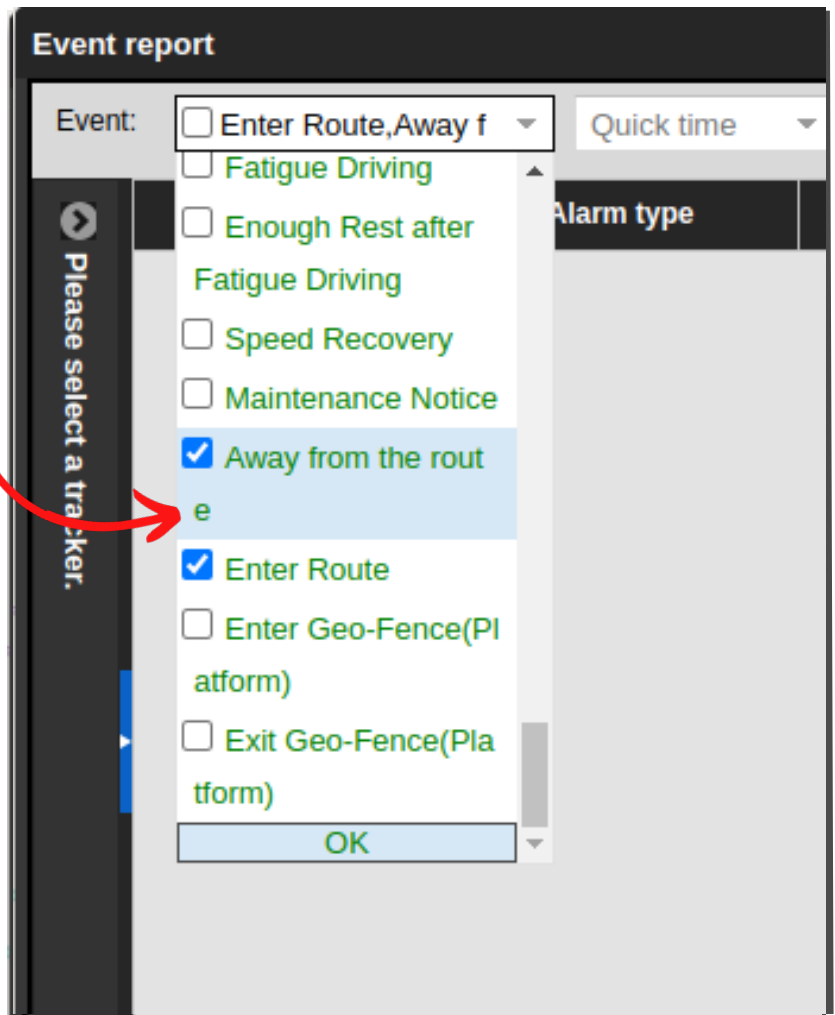 Event report
Event:
Enter Route,Away f
Quick time
Alarm type
Please select a tracker.
Fatigue Driving
Enough Rest after
Fatigue Driving
Speed Recovery
Maintenance Notice
Away from the rout
e
Enter Route
Enter Geo-Fence(Pl
atform)
Exit Geo-Fence(Pla
tform)
OK